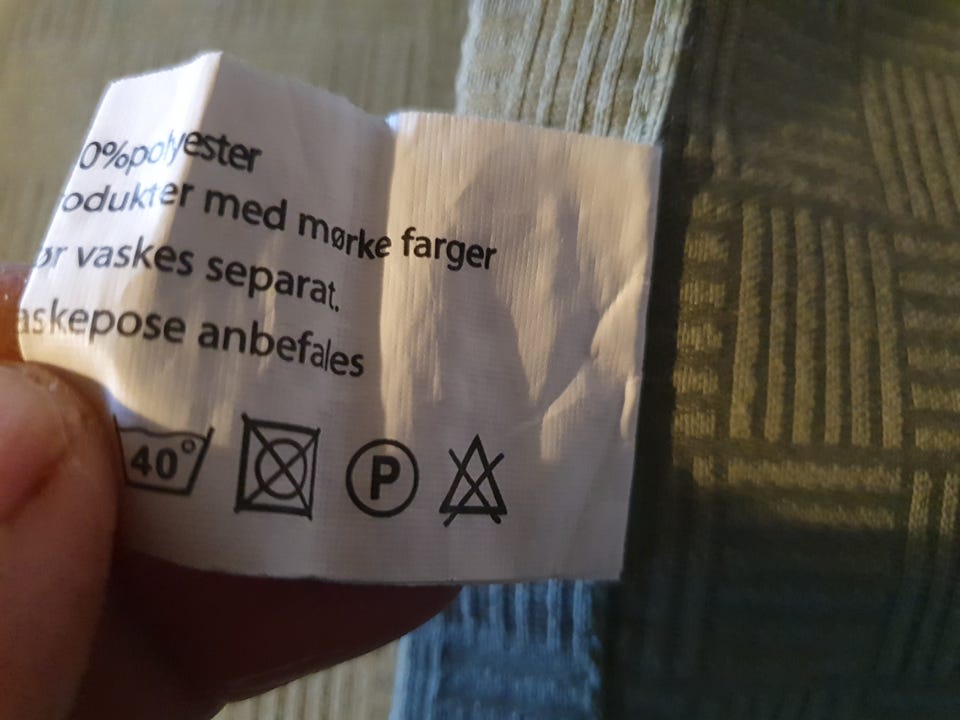 0%polyester
odukter med mørke farger
ør vaskes separat.
askepose anbefales
40° P